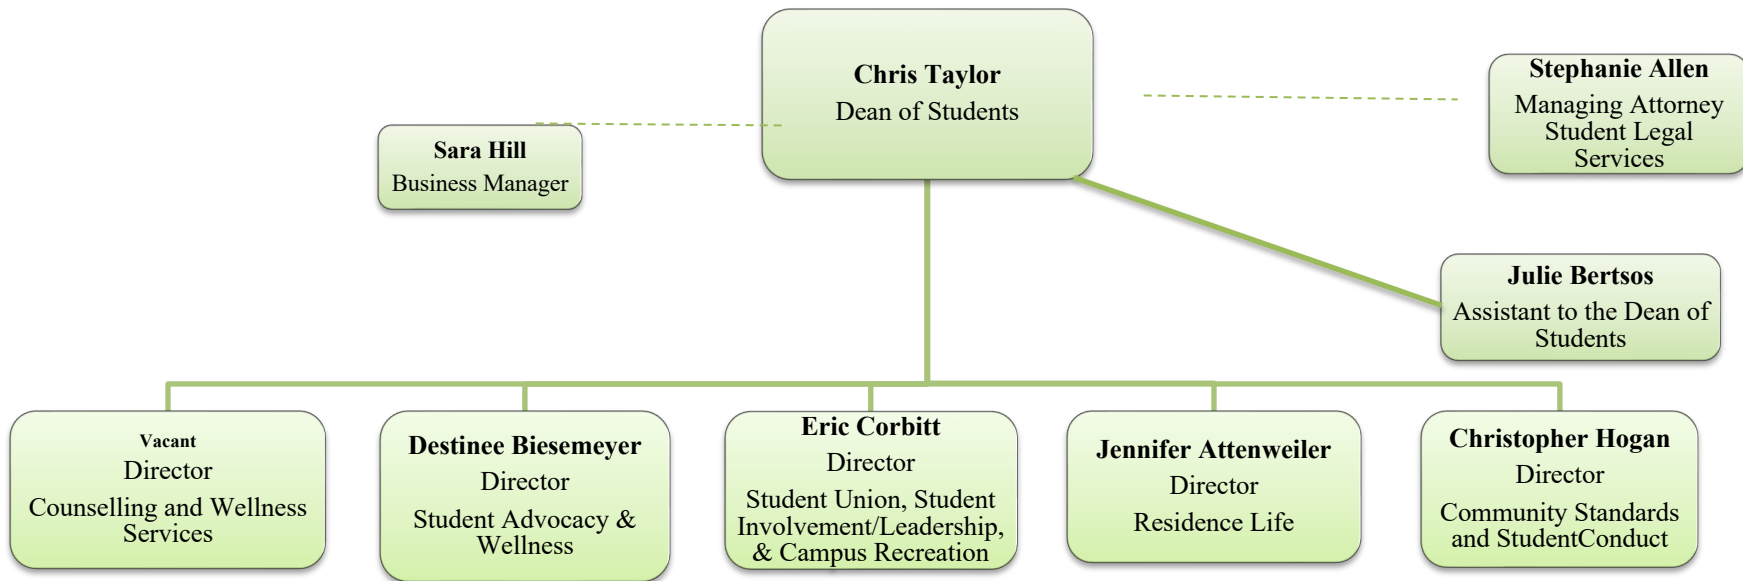 Chris Taylor
Dean of Students
Stephanie Allen
Managing Attorney
Student Legal
Services
Sara Hill
Business Manager
Julie Bertsos
Assistant to the Dean of
Students
Vacant
Director
Counselling and Wellness
Services
Destinee Biesemeyer
Director
Student Advocacy &
Wellness
Eric Corbitt
Director
Student Union, Student
Involvement/Leadership,
& Campus Recreation
Jennifer Attenweiler
Director
Residence Life
Christopher Hogan
Director
Community Standards
and StudentConduct